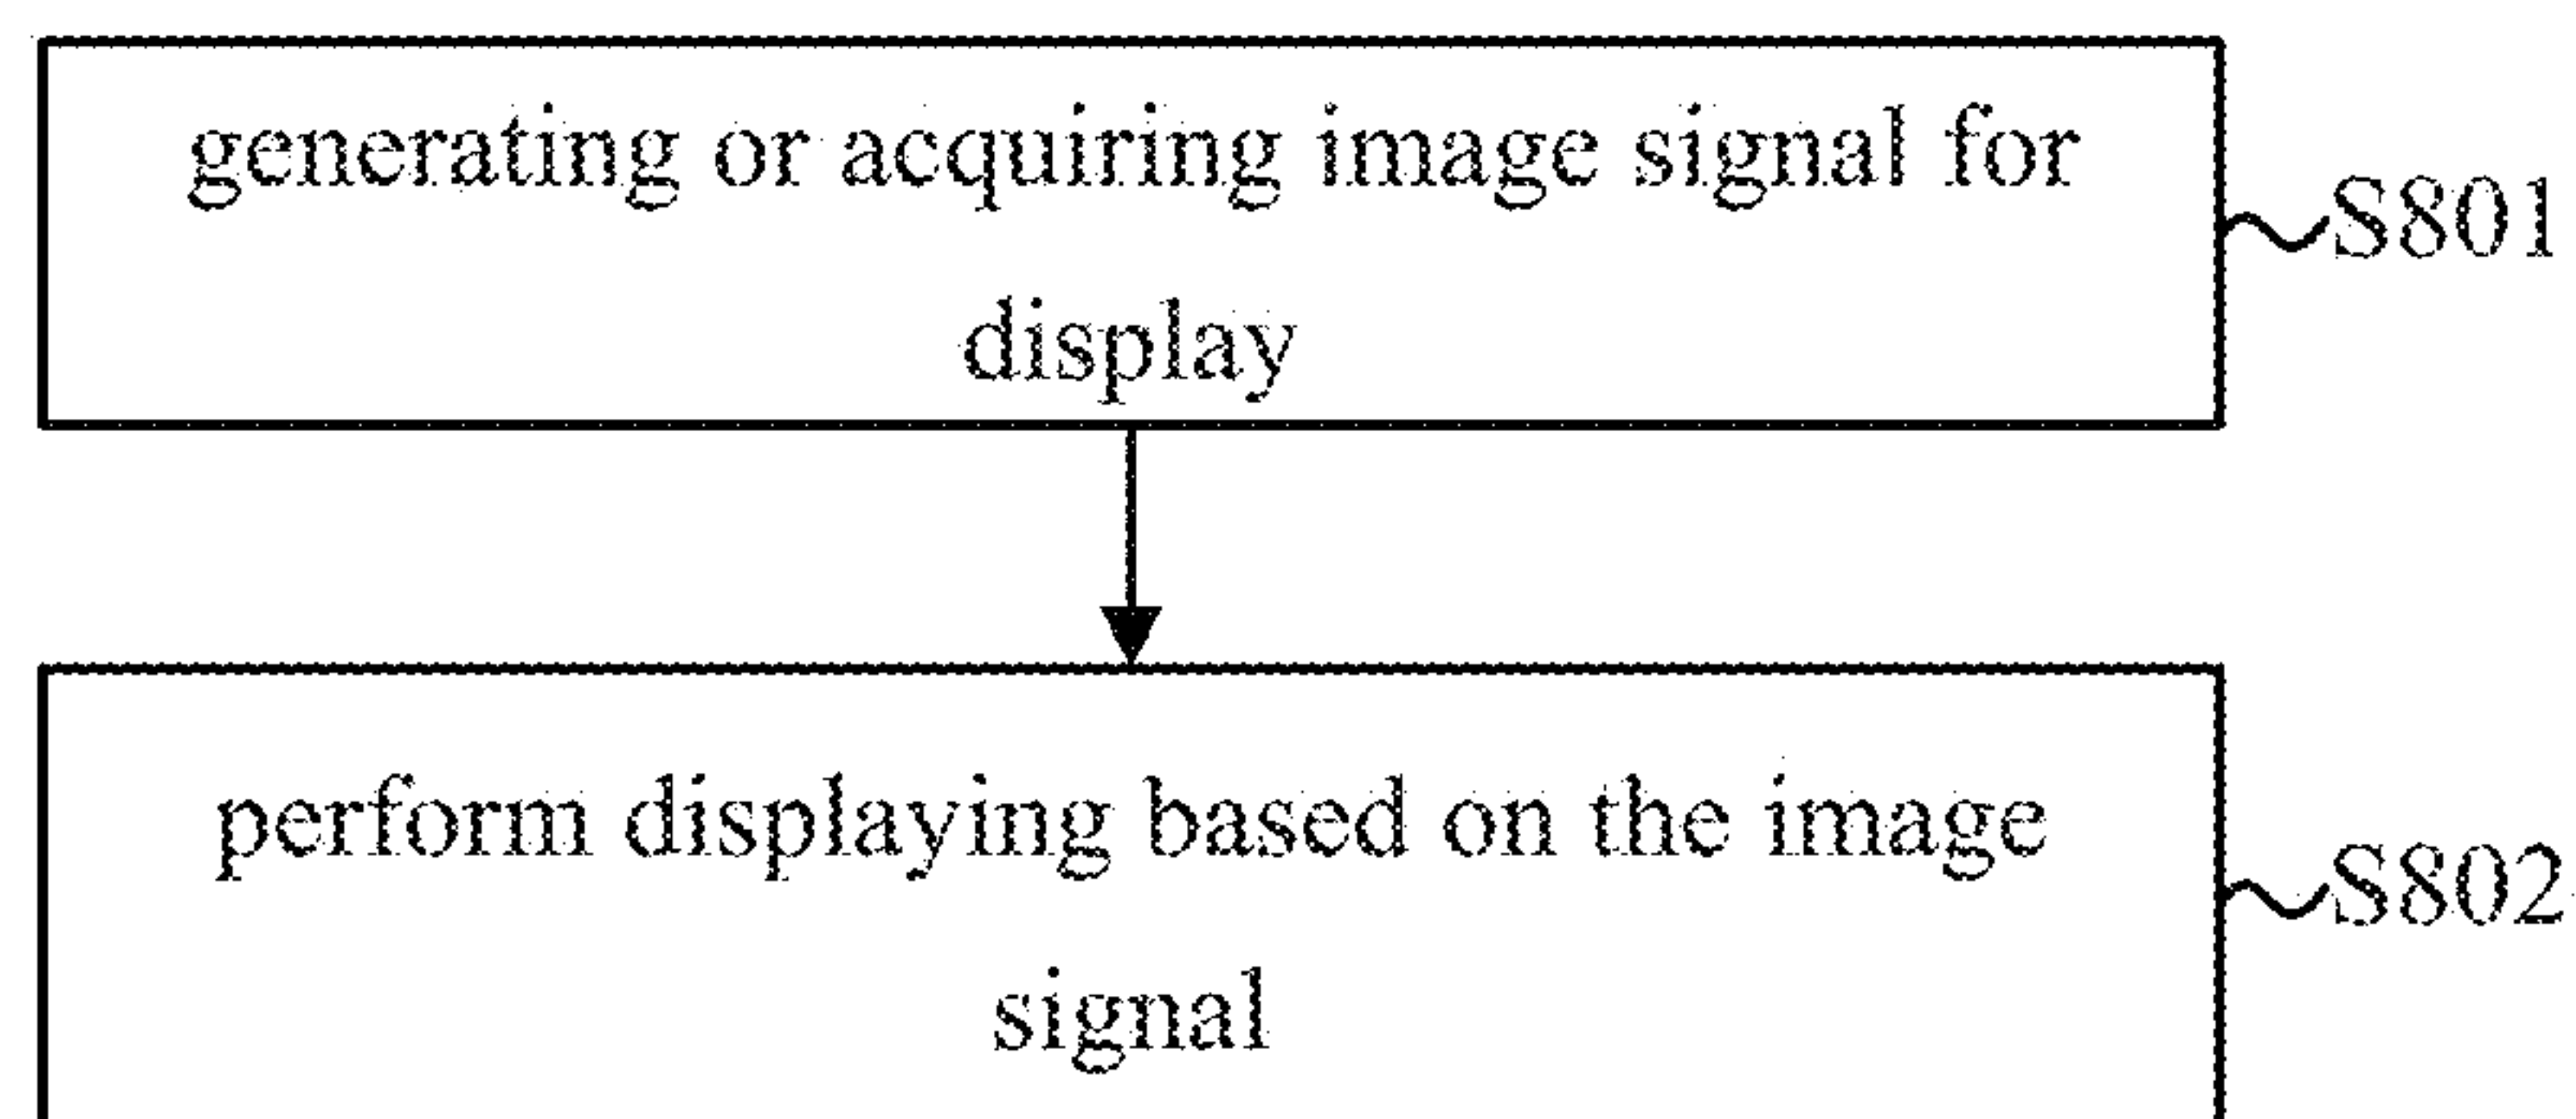 generating or acquiring image signal for
display
S801
perform displaying based on the image
signal
S802